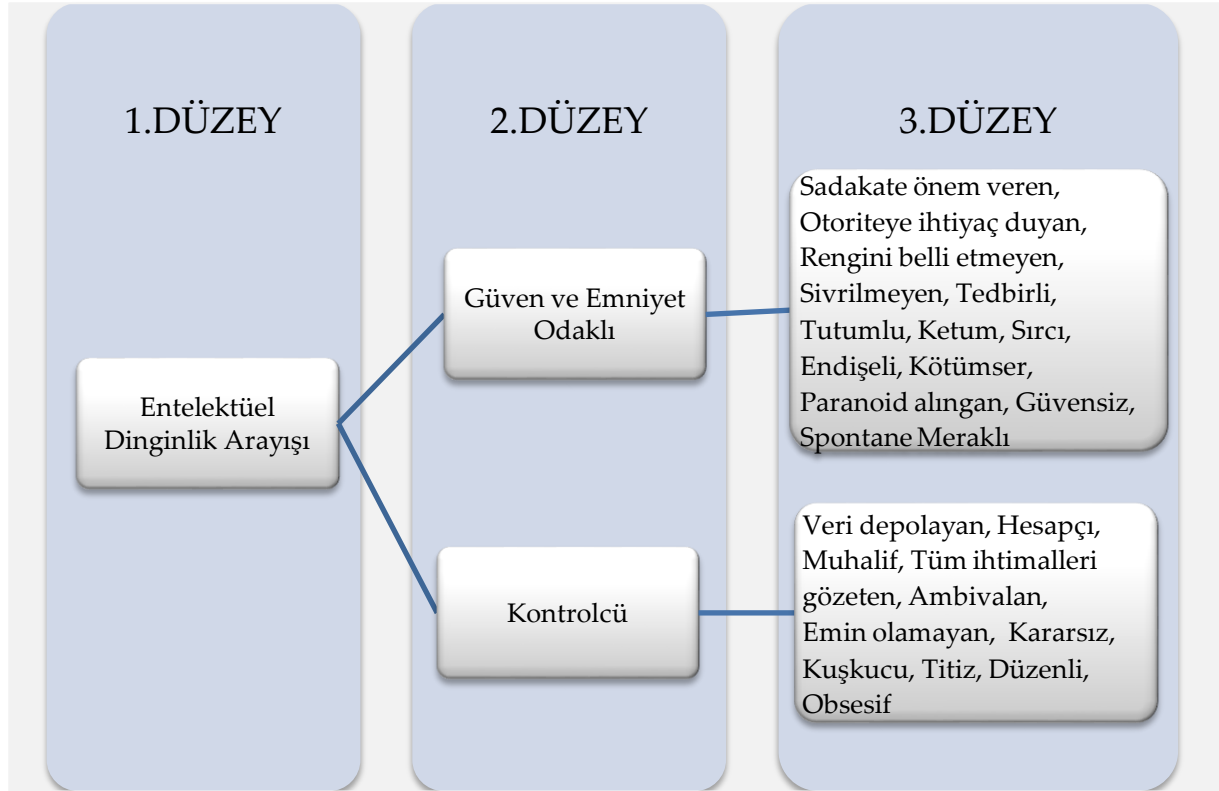 1.DÜZEY
2.DÜZEY
3.DÜZEY
Entelektüel
Dinginlik Arayışı
Güven ve Emniyet
Odaklı
Kontrolcü
Sadakate önem veren,
Otoriteye ihtiyaç duyan,
Rengini belli etmeyen,
Sivrilmeyen, Tedbirli,
Tutumlu, Ketum, Sırcı,
Endişeli, Kötümser,
Paranoid alıngan, Güvensiz,
Spontane Meraklı
Veri depolayan, Hesapçı,
Muhalif, Tüm ihtimalleri
gözeten, Ambivalan,
Emin olamayan, Kararsız,
Kuşkucu, Titiz, Düzenli,
Obsesif